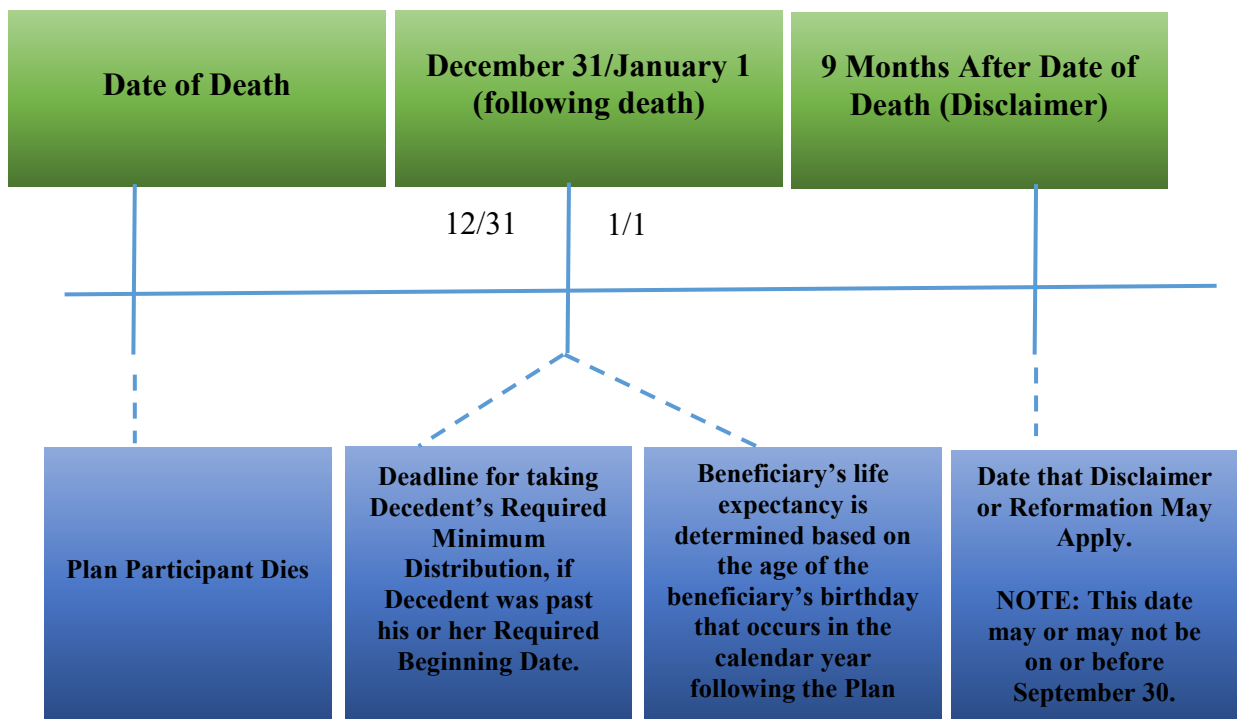 Date of Death
December 31/January 1
(following death)
9 Months After Date of
Death (Disclaimer)
12/31
1/1
Plan Participant Dies
Deadline for taking
Decedent's Required
Minimum
Distribution, if
Decedent was past
his or her Required
Beginning Date.
Beneficiary's life
expectancy is
determined based on
the age of the
beneficiary's birthday
that occurs in the
calendar year
following the Plan
Date that Disclaimer
or Reformation May
Apply.
NOTE: This date
may or may not be
on or before
September 30.